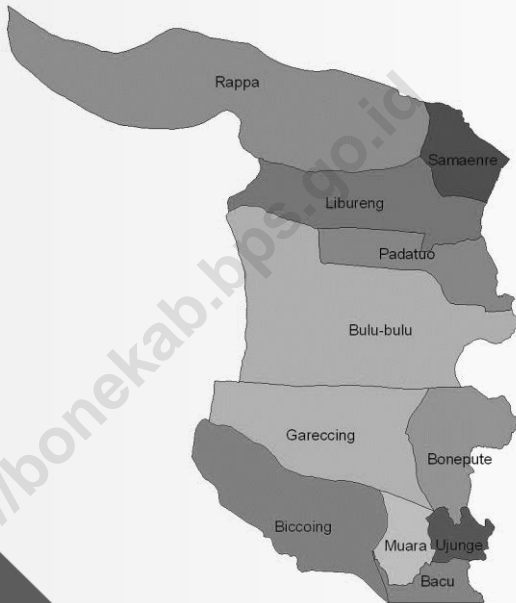 Rappa
Samaenre
Libureng
Padatuo
Bulu-bulu
Gareccing
Bonepute
Biccoing
Muara
Ujunge
Bacu
//bonekab.bps.go.id